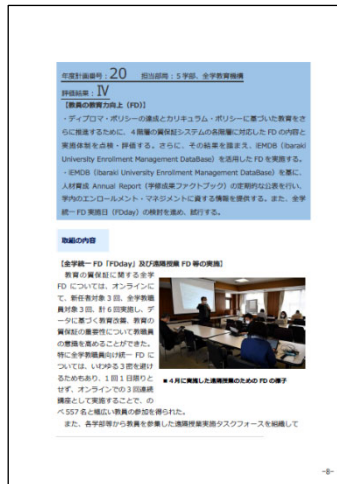 年度計画番号：20 担当部局：5学部、全学教育機構
評価結果：Ⅳ
【教員の教育力向上（FD）】
・ディプロマ・ポリシーの達成とカリキュラム・ポリシーに基づいた教育をさ
らに推進するために、4階層の質保証システムの各階層に対応したFDの内容と
実施体制を点検・評価する。さらに、その結果を踏まえ、iEMDB（Ibaraki
University Enrollment Management DataBase）を活用したFDを実施する。
・iEMDB（Ibaraki University Enrollment Management DataBase）を基に、
人材育成 Annual Report（学修成果ファクトブック）の定期的な公表を行い、
学内のエンロールメント・マネジメントに資する情報を提供する。また、全学
統一FD実施日（FDday）の検討を進め、試行する。
取組の内容
【全学統一FD「FDday」及び遠隔授業FD等の実施】
教育の質保証に関する全学
FDについては、オンラインに
て、新任者対象3回、全学教職
員対象3回、計6回実施し、デ
ータに基づく教育改善、教育の
質保証の重要性について教職員
の意識を高めることができた。
特に全学教職員向け統一FDに
ついては、いわゆる3密を避け
るためもあり、1回1日限りと
せず、オンラインでの3回連続
講座として実施することで、の
べ557名と幅広い教員の参加を得られた。
■4月に実施した遠隔授業のためのFDの様子
また、各学部等から教員を参集した遠隔授業実施タスクフォースを組織して
-8-